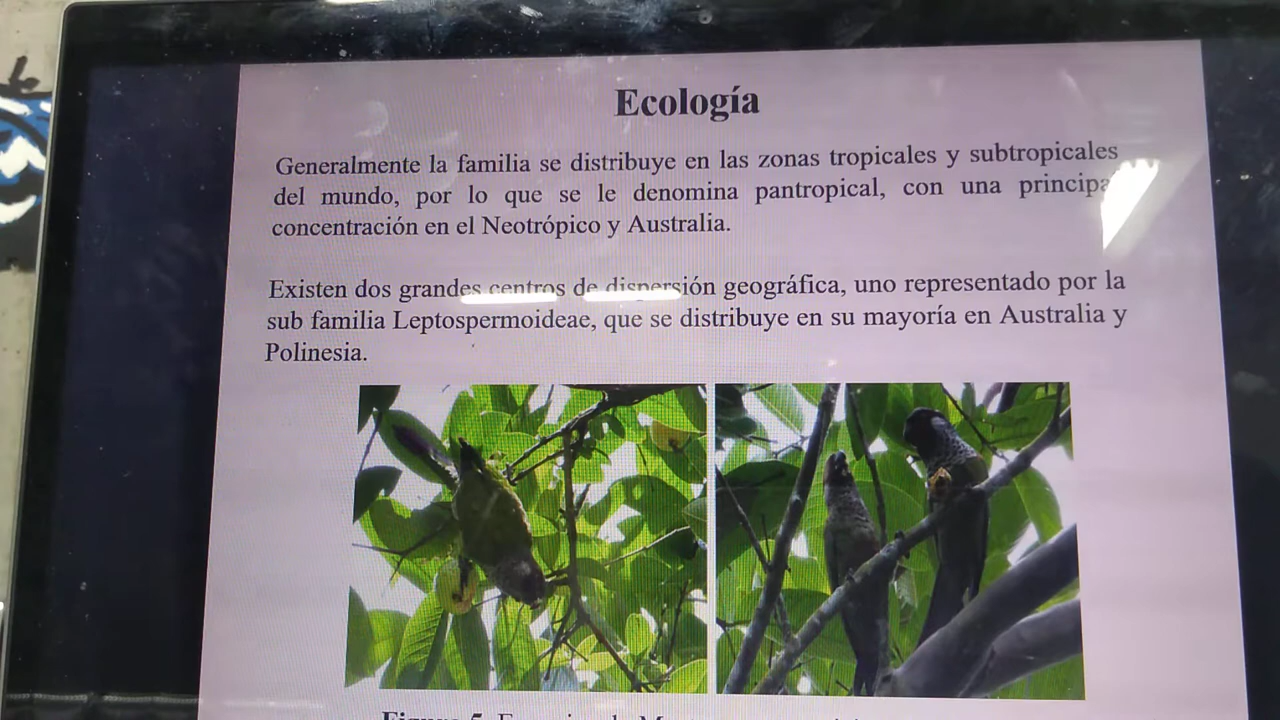 Ecología
Generalmente la familia se distribuye en las zonas tropicales y subtropicales
del mundo, por lo que se le denomina pantropical, con una
concentración en el Neotrópico y Australia.
Existen dos grandes centros de dispersión geográfica, uno representado por la
sub familia Leptospermoideae, que se distribuye en su mayoría en Australia y
Polinesia.